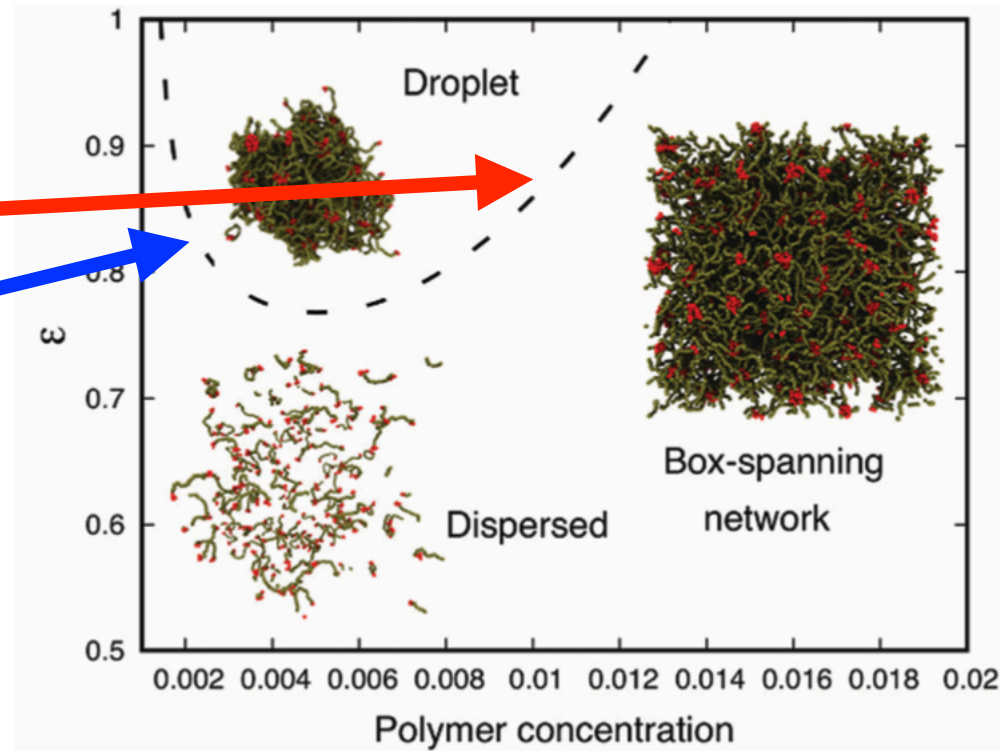 1
Droplet
0.9
0.8
ε
0.7
Box-spanning
network
0.6
Dispersed
0.5
0.002 0.004 0.006 0.008 0.01 0.012 0.014 0.016 0.018 0.02
Polymer concentration